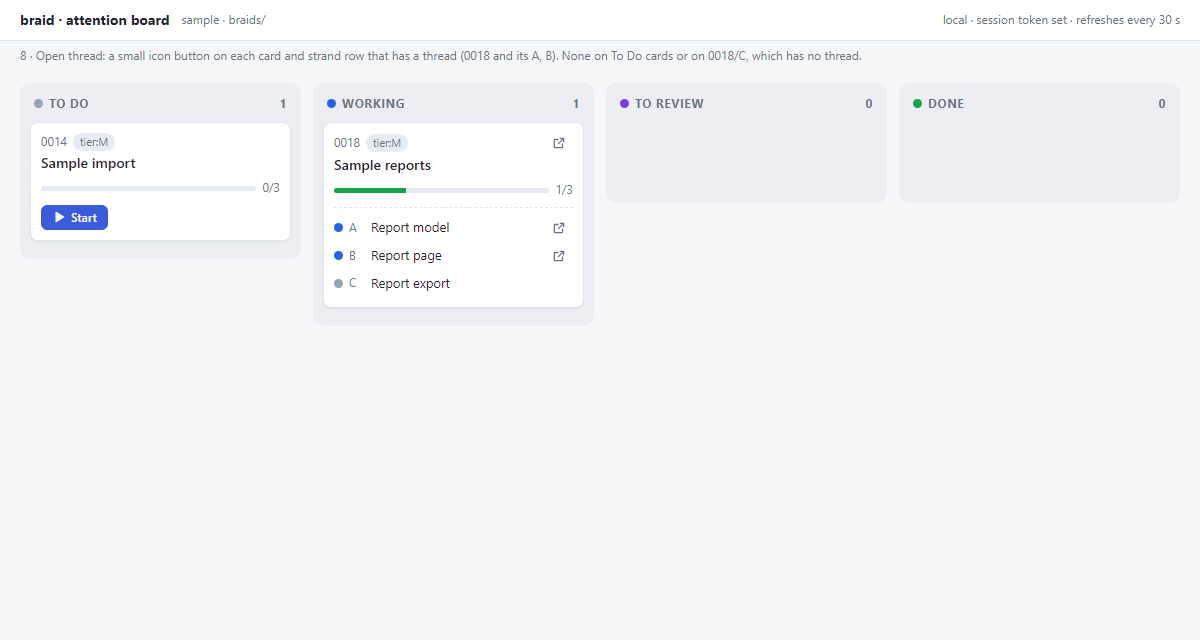 braid · attention board sample · braids/ local · session token set · refreshes every 30 s
8 · Open thread: a small icon button on each card and strand row that has a thread (0018 and its A, B). None on To Do cards or on 0018/C, which has no thread.
TO DO 1
0014 tier:M
Sample import
0/3
Start
WORKING 1
0018 tier:M
Sample reports
1/3
A Report model
B Report page
C Report export
TO REVIEW 0
DONE 0